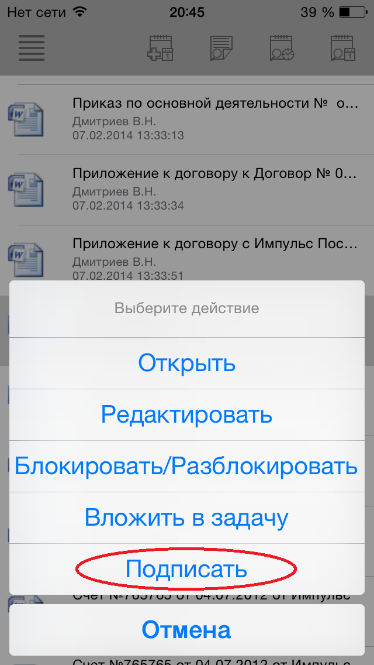 Нет сети 20:45 39 %
Приказ по основной деятельности № о...
Дмитриев В.Н.
07.02.2014 13:33:13
Приложение к договору к Договор № 0...
Дмитриев В.Н.
07.02.2014 13:33:34
Приложение к договору с Импульс Пос...
Дмитриев В.Н.
07.02.2014 13:33:51
Выберите действие
Открыть
Редактировать
Блокировать/Разблокировать
Вложить в задачу
Подписать
Счет №765765 от 04.07.2012 от Импульс
Отмена
Счет №765765 от 04.07.2012 от Импульс